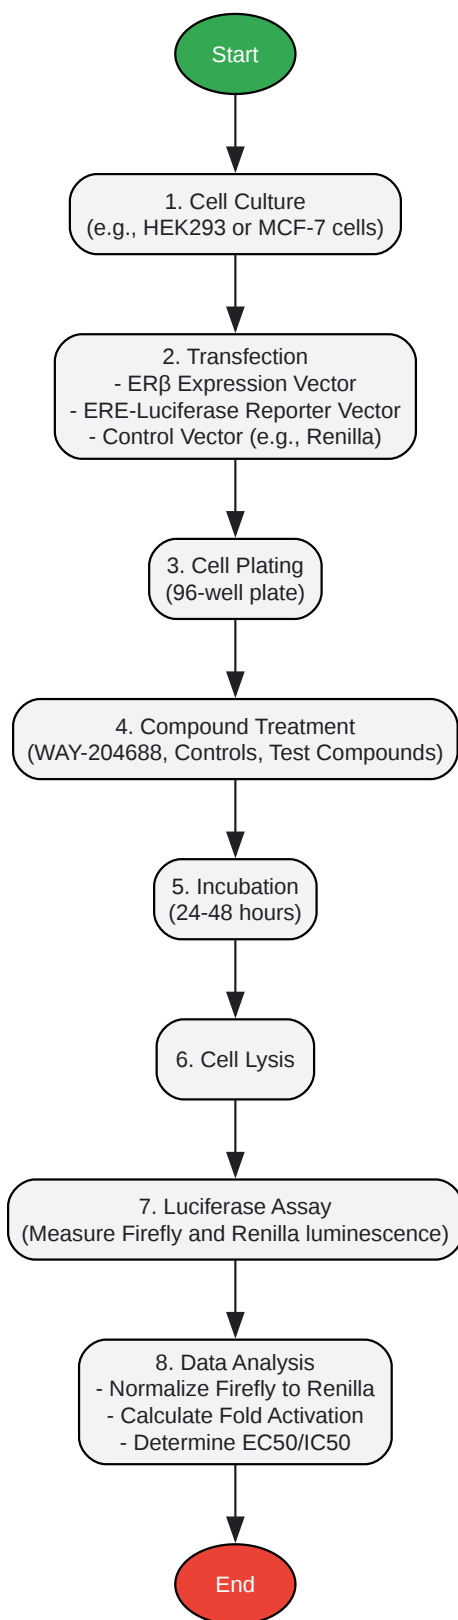 Start
1. Cell Culture
(e.g., HEK293 or MCF-7 cells)
2. Transfection
- ERβ Expression Vector
- ERE-Luciferase Reporter Vector
- Control Vector (e.g., Renilla)
3. Cell Plating
(96-well plate)
4. Compound Treatment
(WAY-204688, Controls, Test Compounds)
5. Incubation
(24-48 hours)
6. Cell Lysis
7. Luciferase Assay
(Measure Firefly and Renilla luminescence)
8. Data Analysis
- Normalize Firefly to Renilla
- Calculate Fold Activation
- Determine EC50/IC50
End